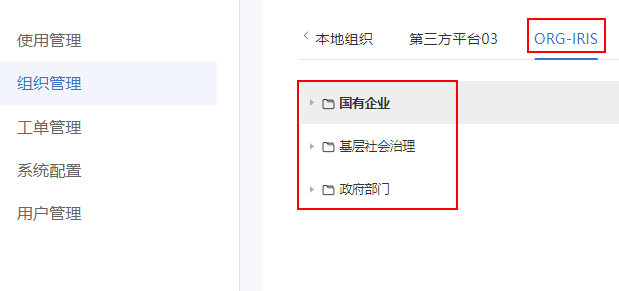 使用管理
组织管理
工单管理
系统配置
用户管理
本地组织 第三方平台03 ORG-IRIS
国有企业
基层社会治理
政府部门